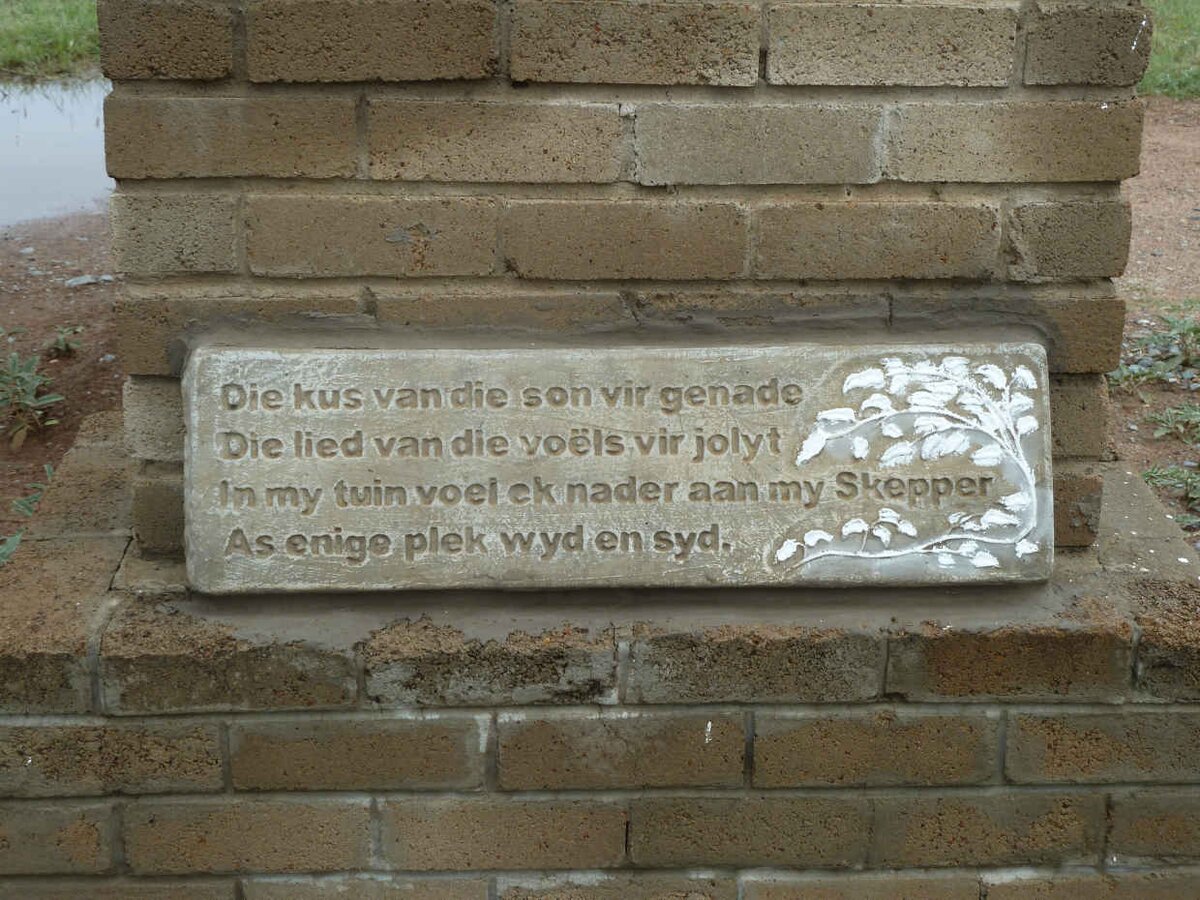 Die kus van die son vir genade
Die lied van die voëls vir jolyt
In my tuin voel ek nader aan my Skepper
As enige plek wyd en syd.